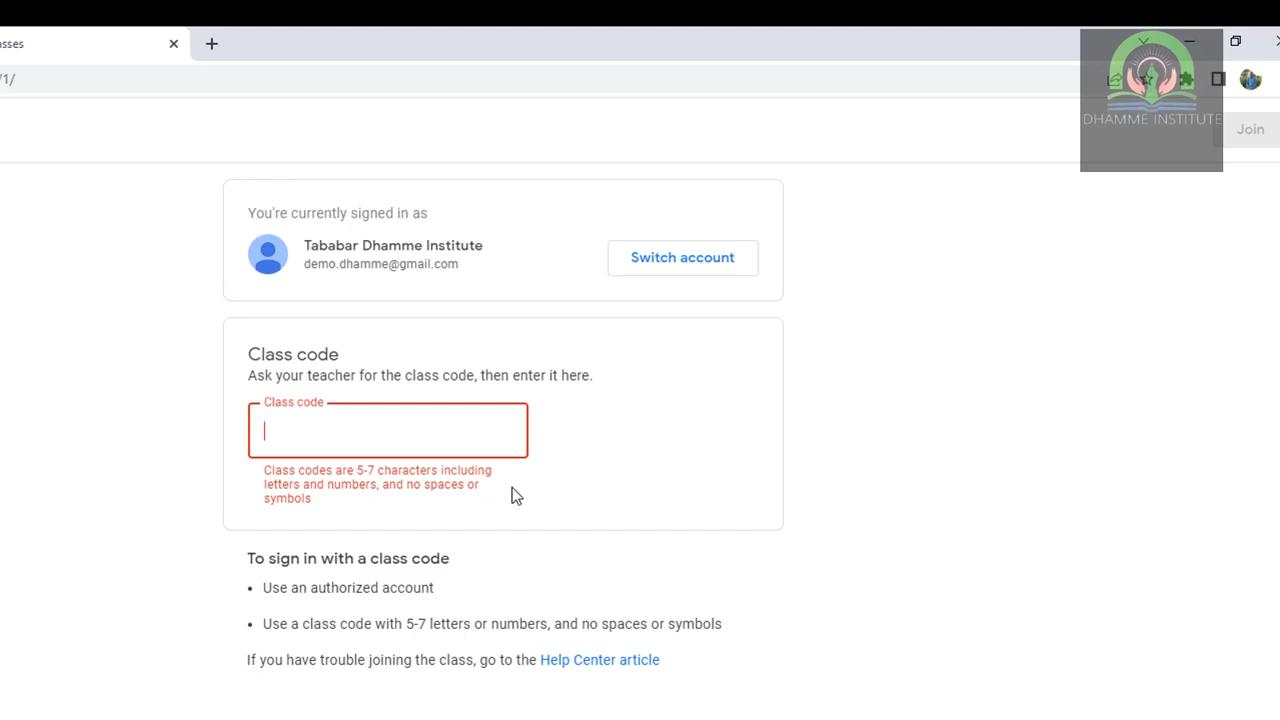 asses
/1/
DHAMME INSTITUTE
Join
You're currently signed in as
Tababar Dhamme Institute
demo.dhamme@gmail.com
Switch account
Class code
Ask your teacher for the class code, then enter it here.
Class code
Class codes are 5-7 characters including
letters and numbers, and no spaces or
symbols
To sign in with a class code
• Use an authorized account
• Use a class code with 5-7 letters or numbers, and no spaces or symbols
If you have trouble joining the class, go to the Help Center article